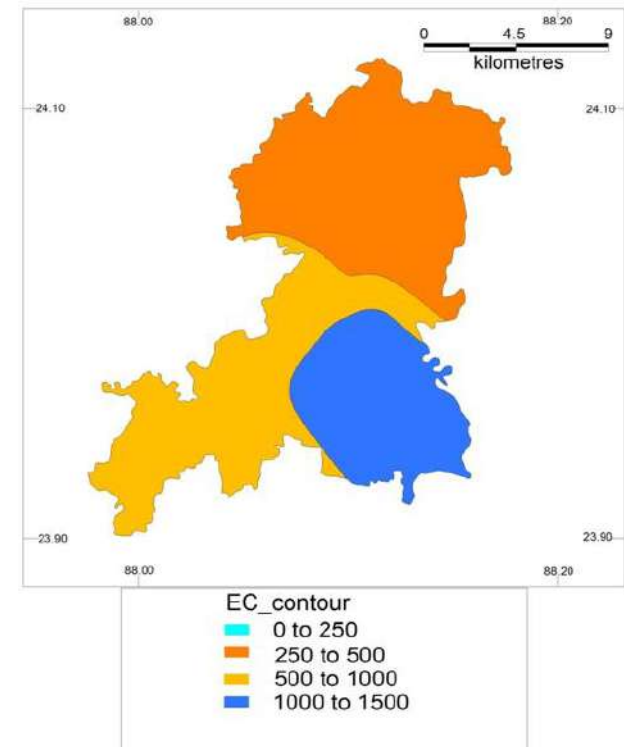 88.00 88.20
0 4.5 9
kilometres
24.10 24.10
23.90 23.90
88.00 88.20
EC_contour
0 to 250
250 to 500
500 to 1000
1000 to 1500